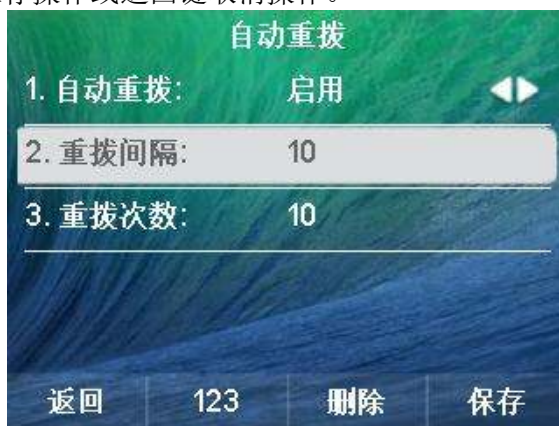 自动重拨
1. 自动重拨: 启用
2. 重拨间隔: 10
3. 重拨次数: 10
返回 123 删除 保存